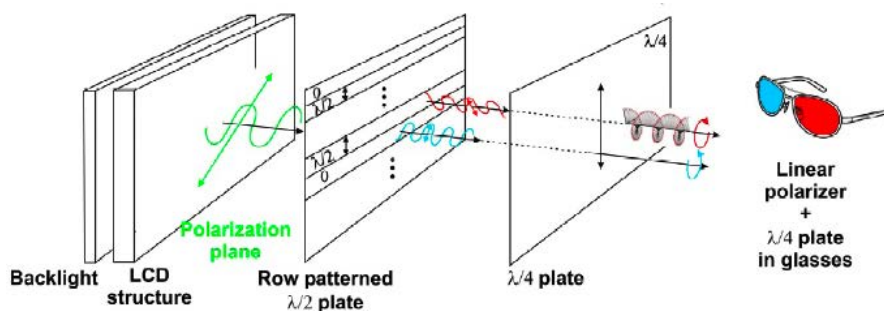 λ/4
0
λ/2
λ/2
0
Polarization
plane
Backlight
LCD
structure
Row patterned
λ/2 plate
λ/4 plate
Linear
polarizer
+
λ/4 plate
in glasses